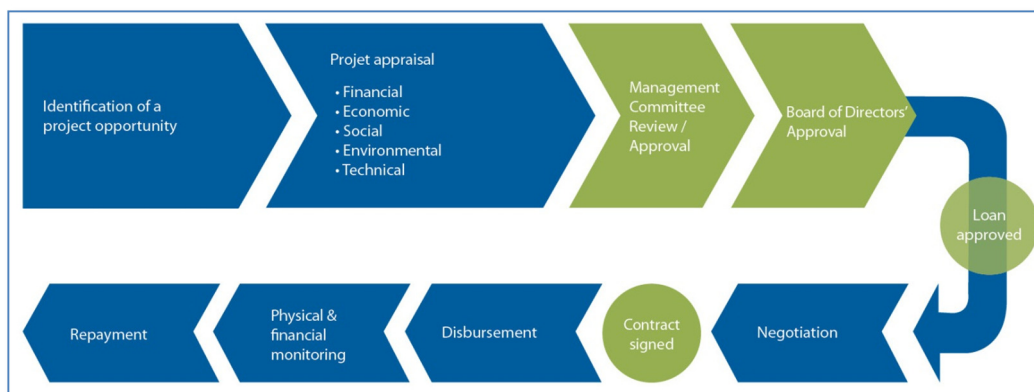 Identification of a
project opportunity
Projet appraisal
• Financial
• Economic
• Social
• Environmental
• Technical
Management
Committee
Review /
Approval
Board of Directors’
Approval
Loan
approved
Negotiation
Contract
signed
Disbursement
Physical &
financial
monitoring
Repayment